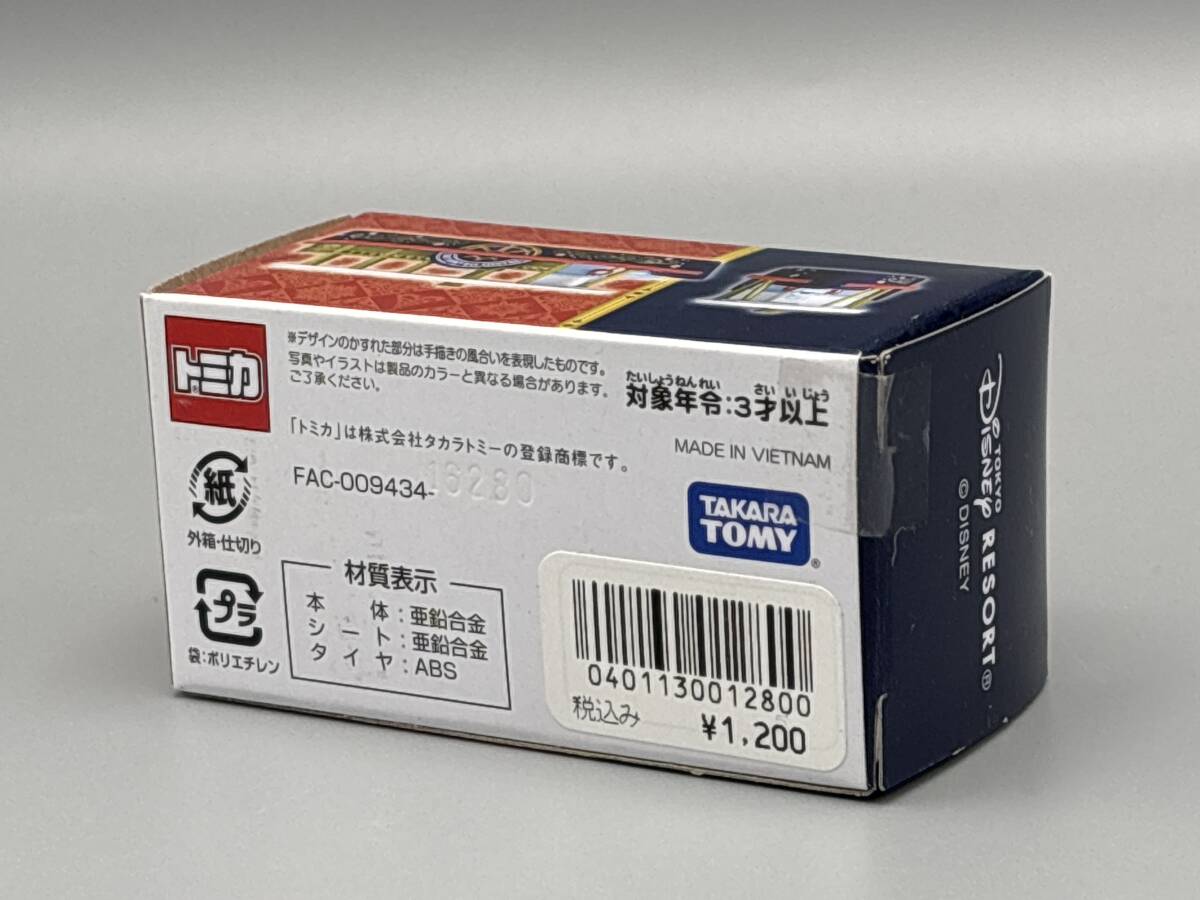 トミカ
※デザインのかすれた部分は手描きの風合いを表現したものです。
写真やイラストは製品のカラーと異なる場合があります。
ご了承ください。
たいしょうねんれい さいいじょう
対象年令:3才以上
「トミカ」は株式会社タカラトミーの登録商標です。
MADE IN VIETNAM
FAC-009434-
16280
紙
外箱・仕切り
TAKARA
TOMY®
プラ
袋:ポリエチレン
材質表示
本体:亜鉛合金
シート:亜鉛合金
タイヤ:ABS
0401130012800
税込み
¥1,200
TOKYO
Disney RESORT®
© DISNEY